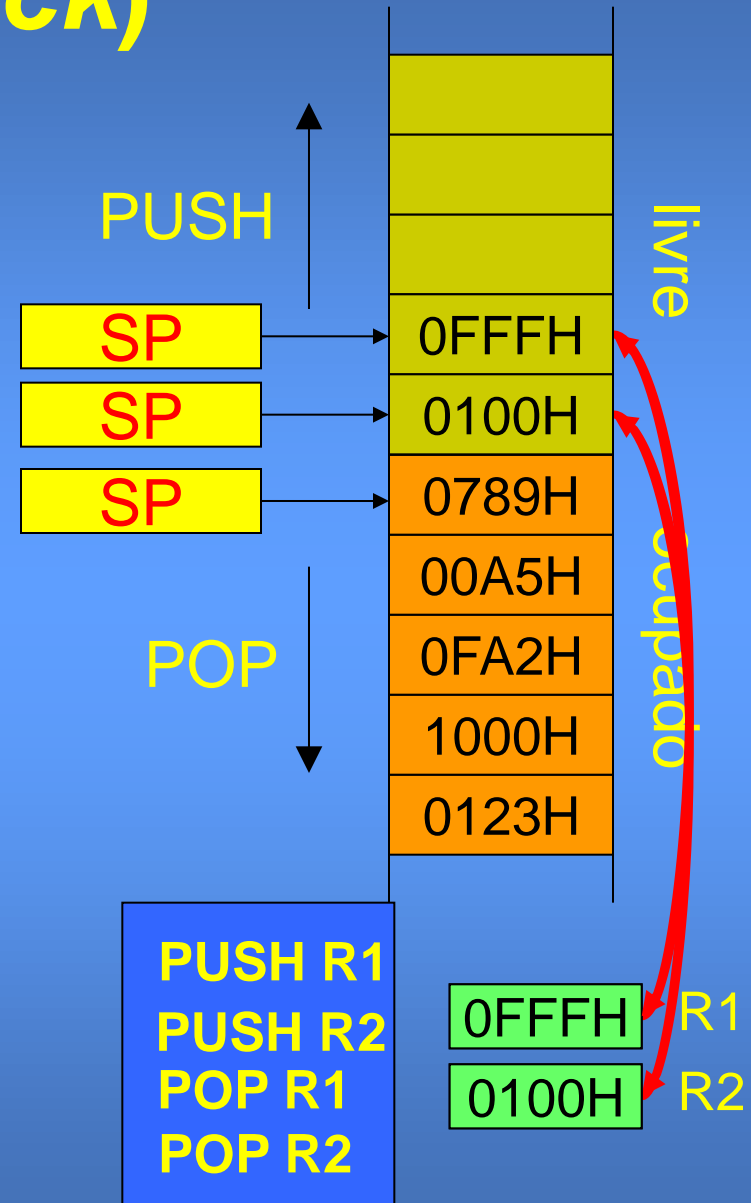 ck)
PUSH
livre
SP
0FFFH
SP
0100H
SP
0789H
00A5H
ocupado
POP
0FA2H
1000H
0123H
PUSH R1
PUSH R2
POP R1
POP R2
0FFFH R1
0100H R2